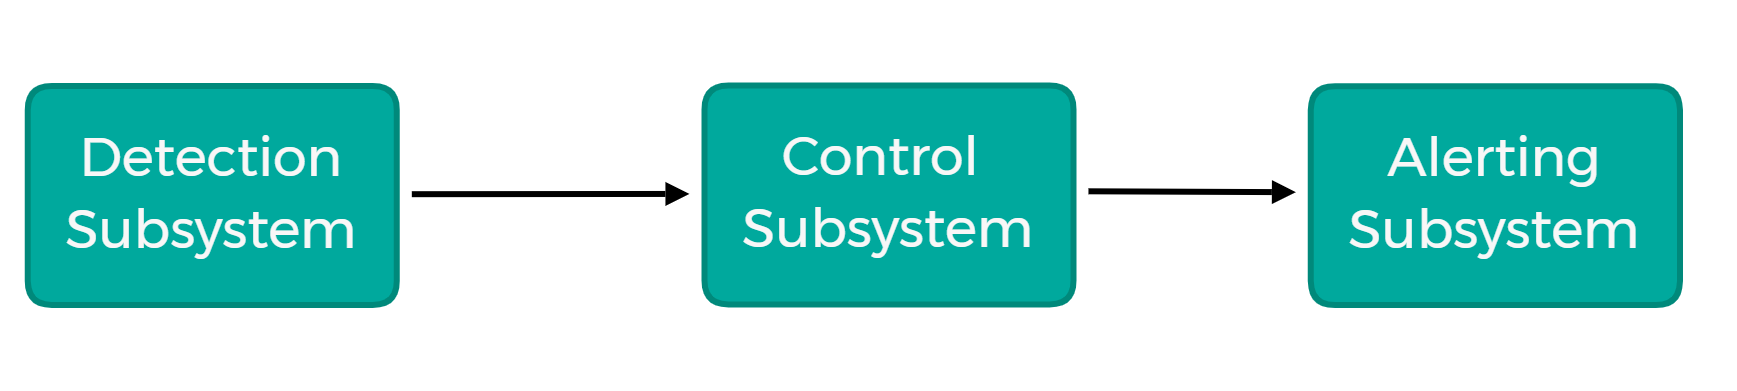 Detection
Subsystem
Control
Subsystem
Alerting
Subsystem